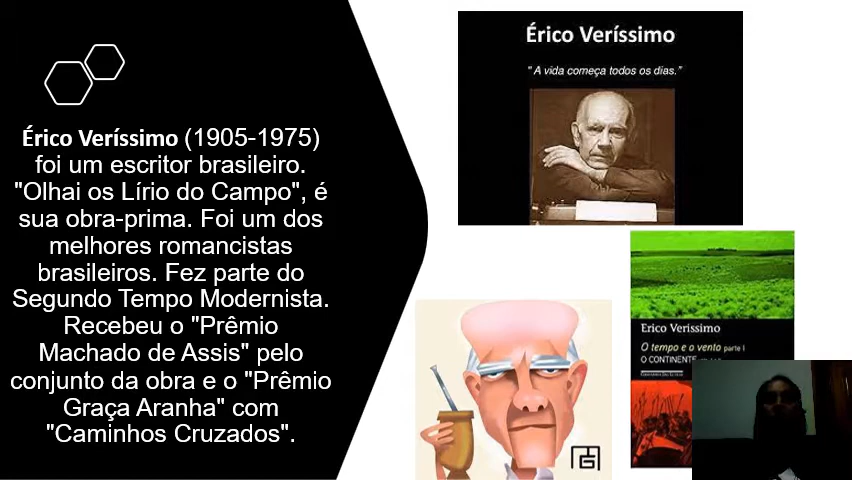 Érico Veríssimo (1905-1975)
foi um escritor brasileiro.
"Olhai os Lírio do Campo", é
sua obra-prima. Foi um dos
melhores romancistas
brasileiros. Fez parte do
Segundo Tempo Modernista.
Recebeu o "Prêmio
Machado de Assis" pelo
conjunto da obra e o "Prêmio
Graça Aranha" com
"Caminhos Cruzados".
Érico Veríssimo
" A vida começa todos os dias."
Erico Verissimo
O tempo e o vento parte I
O CONTINENTE